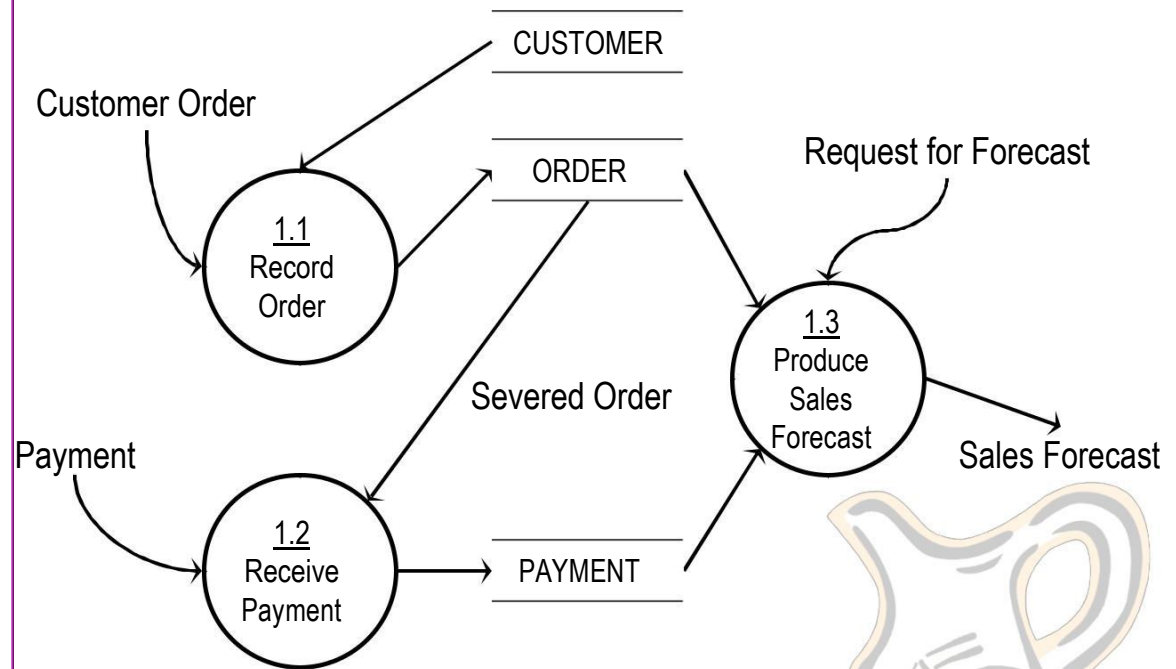 CUSTOMER
Customer Order
ORDER
Request for Forecast
1.1
Record
Order
1.3
Produce
Sales
Forecast
Severed Order
Sales Forecast
Payment
1.2
Receive
Payment
PAYMENT